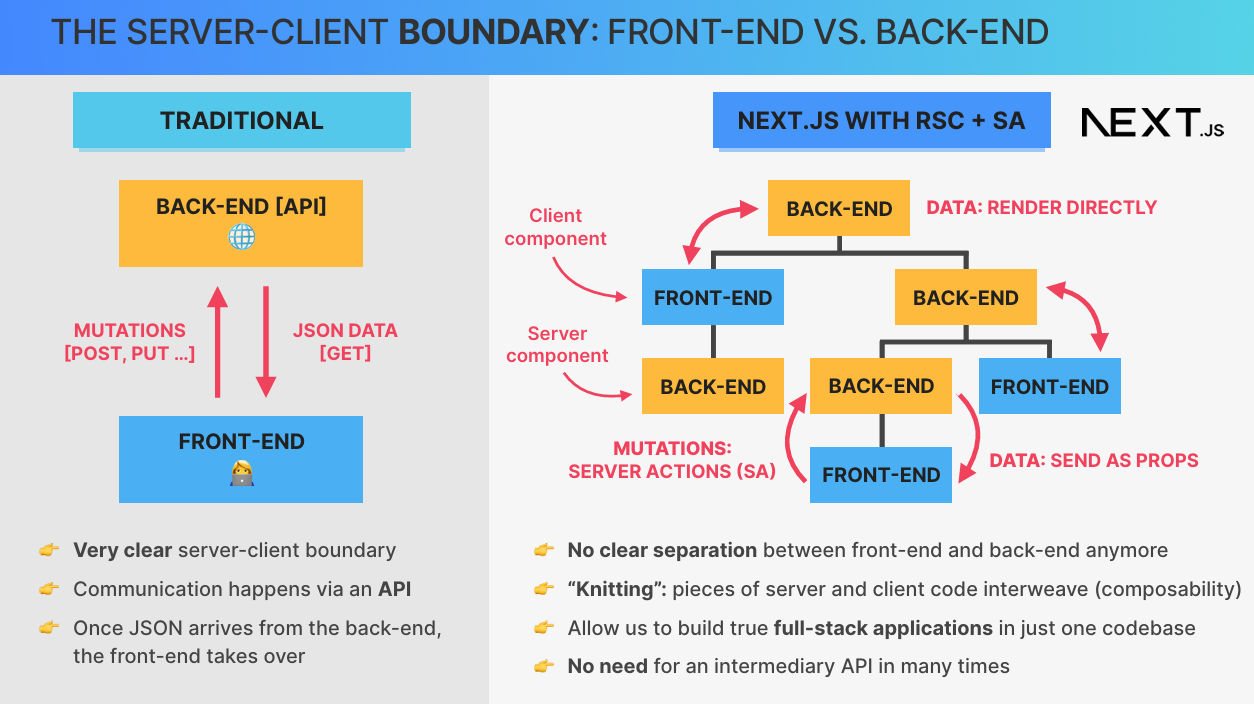 THE SERVER-CLIENT BOUNDARY: FRONT-END VS. BACK-END
TRADITIONAL
BACK-END [API]
MUTATIONS
[POST, PUT ...]
JSON DATA
[GET]
FRONT-END
👉 Very clear server-client boundary
👉 Communication happens via an API
👉 Once JSON arrives from the back-end,
the front-end takes over
NEXT.JS WITH RSC + SA
NEXT.JS
BACK-END
DATA: RENDER DIRECTLY
Client
component
FRONT-END
BACK-END
Server
component
BACK-END
BACK-END
FRONT-END
MUTATIONS:
SERVER ACTIONS (SA)
FRONT-END
DATA: SEND AS PROPS
👉 No clear separation between front-end and back-end anymore
👉 “Knitting”: pieces of server and client code interweave (composability)
👉 Allow us to build true full-stack applications in just one codebase
👉 No need for an intermediary API in many times